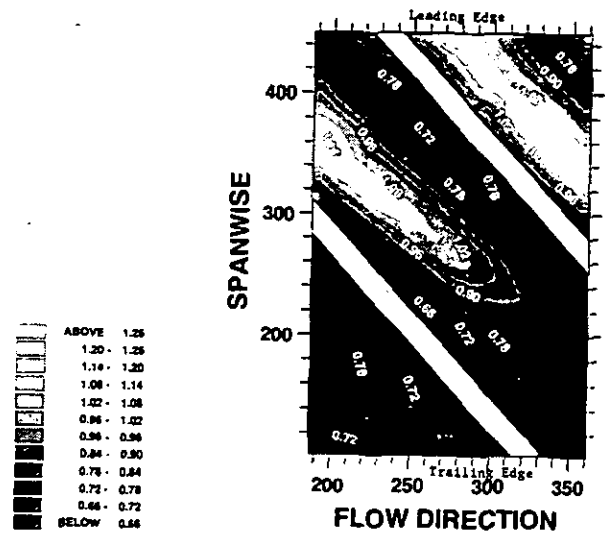 Leading Edge
0.78
0.78
0.90
400
0.72
0.96
1.02
0.78
0.78
0.96
SPANWISE
300
1.02
0.96
0.90
0.66
0.72
0.78
200
0.78
0.72
0.72
Trailing Edge
200 250 300 350
FLOW DIRECTION
ABOVE 1.26
1.20 - 1.26
1.14 - 1.20
1.08 - 1.14
1.02 - 1.08
0.96 - 1.02
0.84 - 0.90
0.78 - 0.84
0.72 - 0.78
0.66 - 0.72
BELOW 0.66